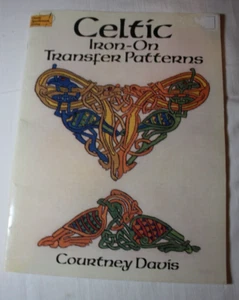 Celtic
Iron-On
Transfer Patterns
Courtney Davis